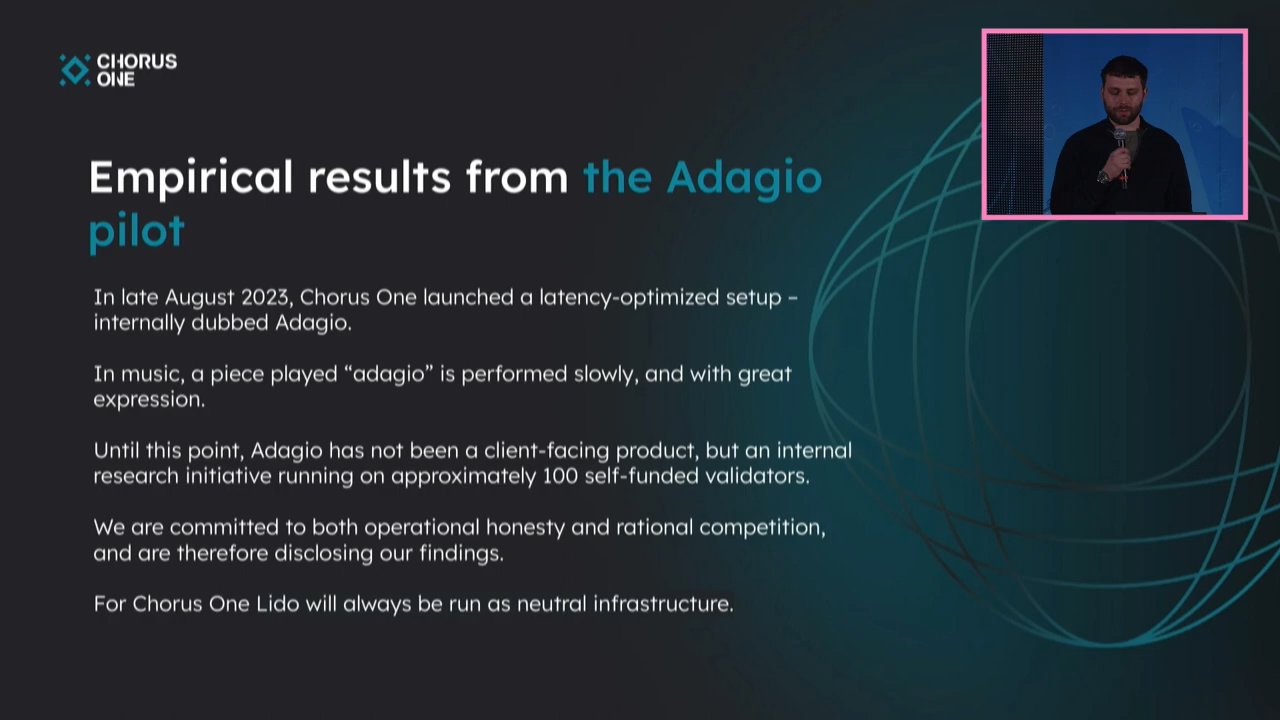 CHORUS
ONE
Empirical results from the Adagio
pilot
In late August 2023, Chorus One launched a latency-optimized setup –
internally dubbed Adagio.
In music, a piece played “adagio” is performed slowly, and with great
expression.
Until this point, Adagio has not been a client-facing product, but an internal
research initiative running on approximately 100 self-funded validators.
We are committed to both operational honesty and rational competition,
and are therefore disclosing our findings.
For Chorus One Lido will always be run as neutral infrastructure.